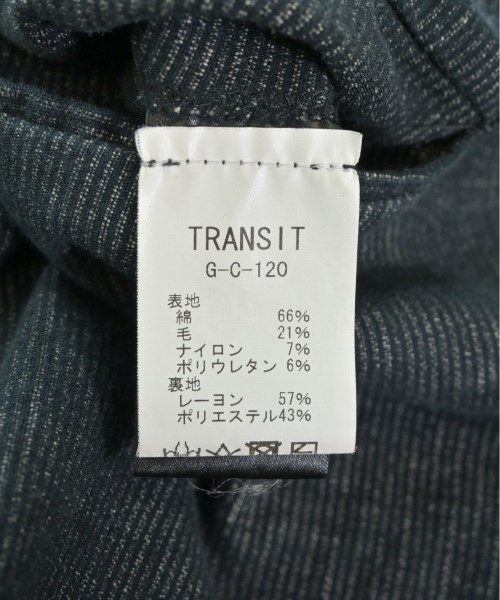 TRANSIT
G-C-120
表地
綿 66%
毛 21%
ナイロン 7%
ポリウレタン 6%
裏地
レーヨン 57%
ポリエステル43%